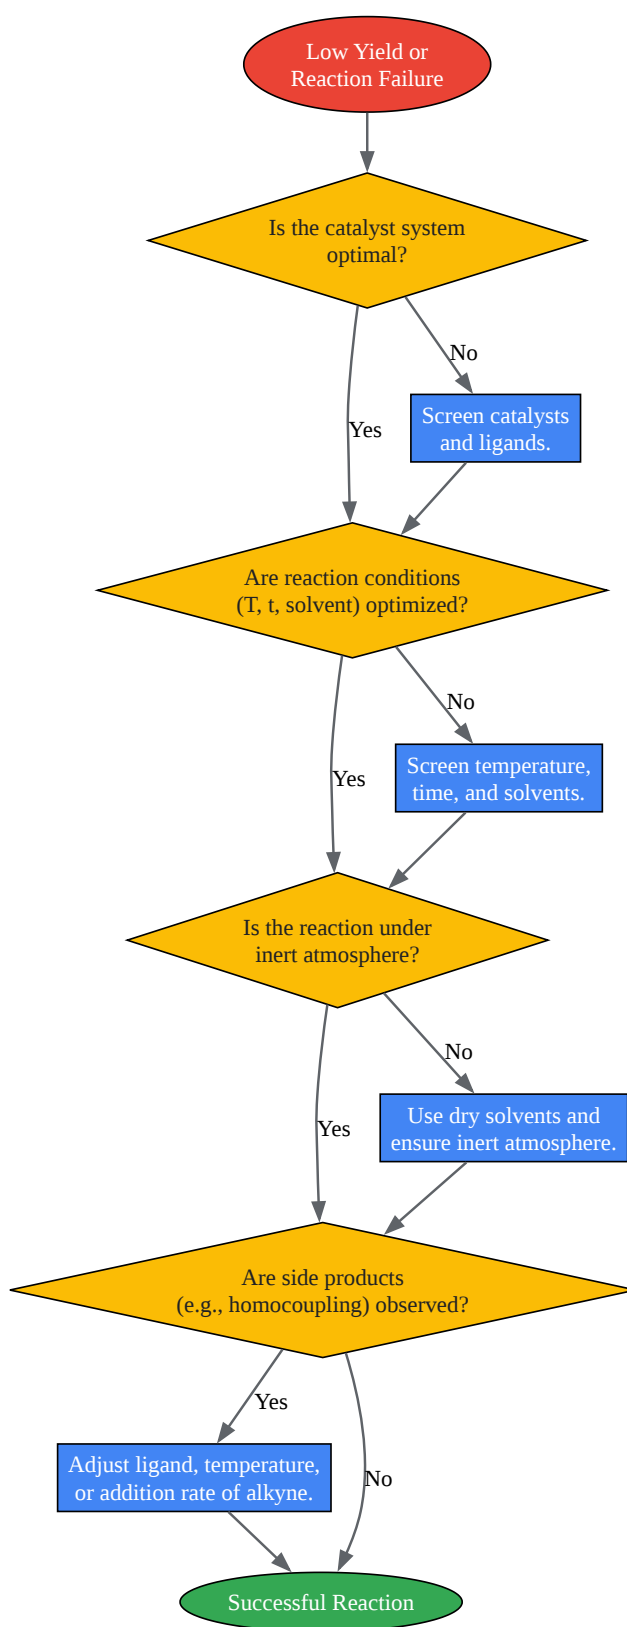 Low Yield or
Reaction Failure
Is the catalyst system
optimal?
No
Screen catalysts
and ligands.
Yes
Are reaction conditions
(T, t, solvent) optimized?
No
Screen temperature,
time, and solvents.
Yes
Is the reaction under
inert atmosphere?
No
Use dry solvents and
ensure inert atmosphere.
Yes
Are side products
(e.g., homocoupling) observed?
Yes
Adjust ligand, temperature,
or addition rate of alkyne.
No
Successful Reaction